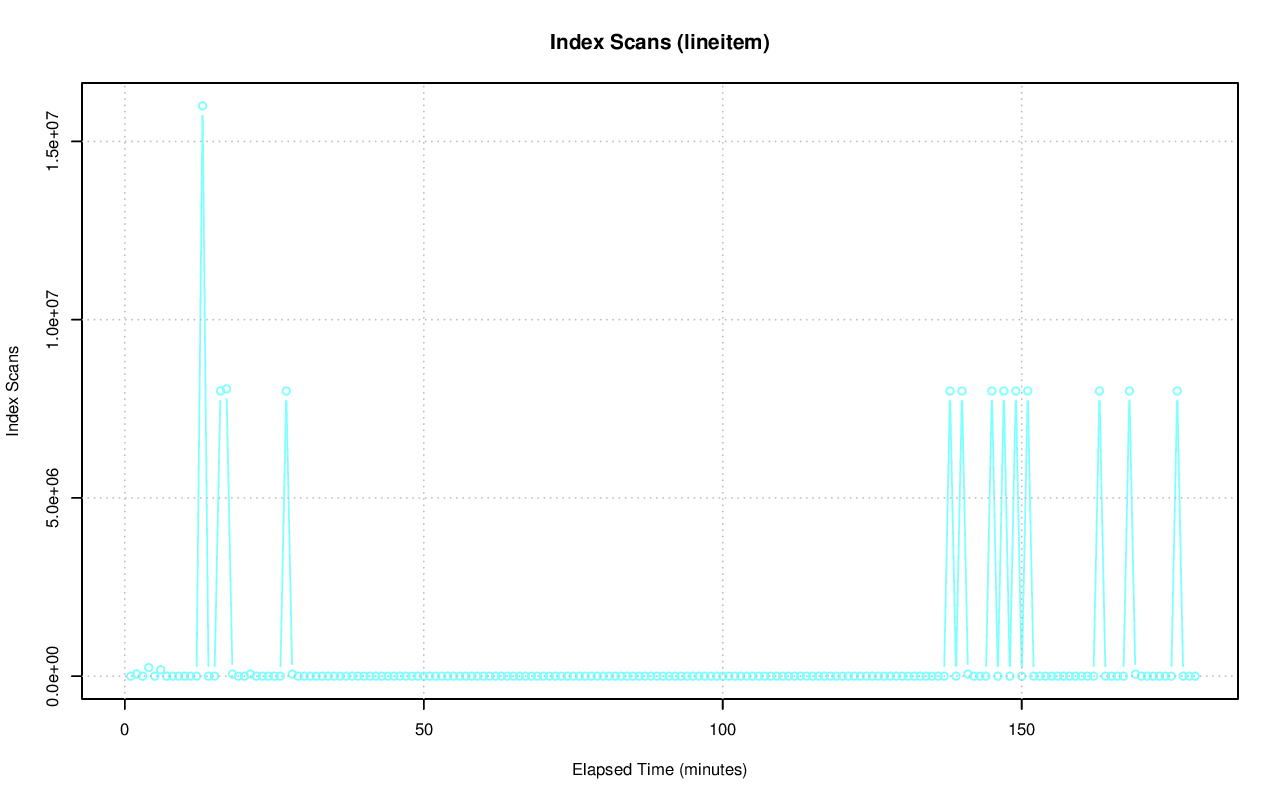 Index Scans (lineitem)
Index Scans
1.5e+07
1.0e+07
5.0e+06
0.0e+00
0 50 100 150
Elapsed Time (minutes)